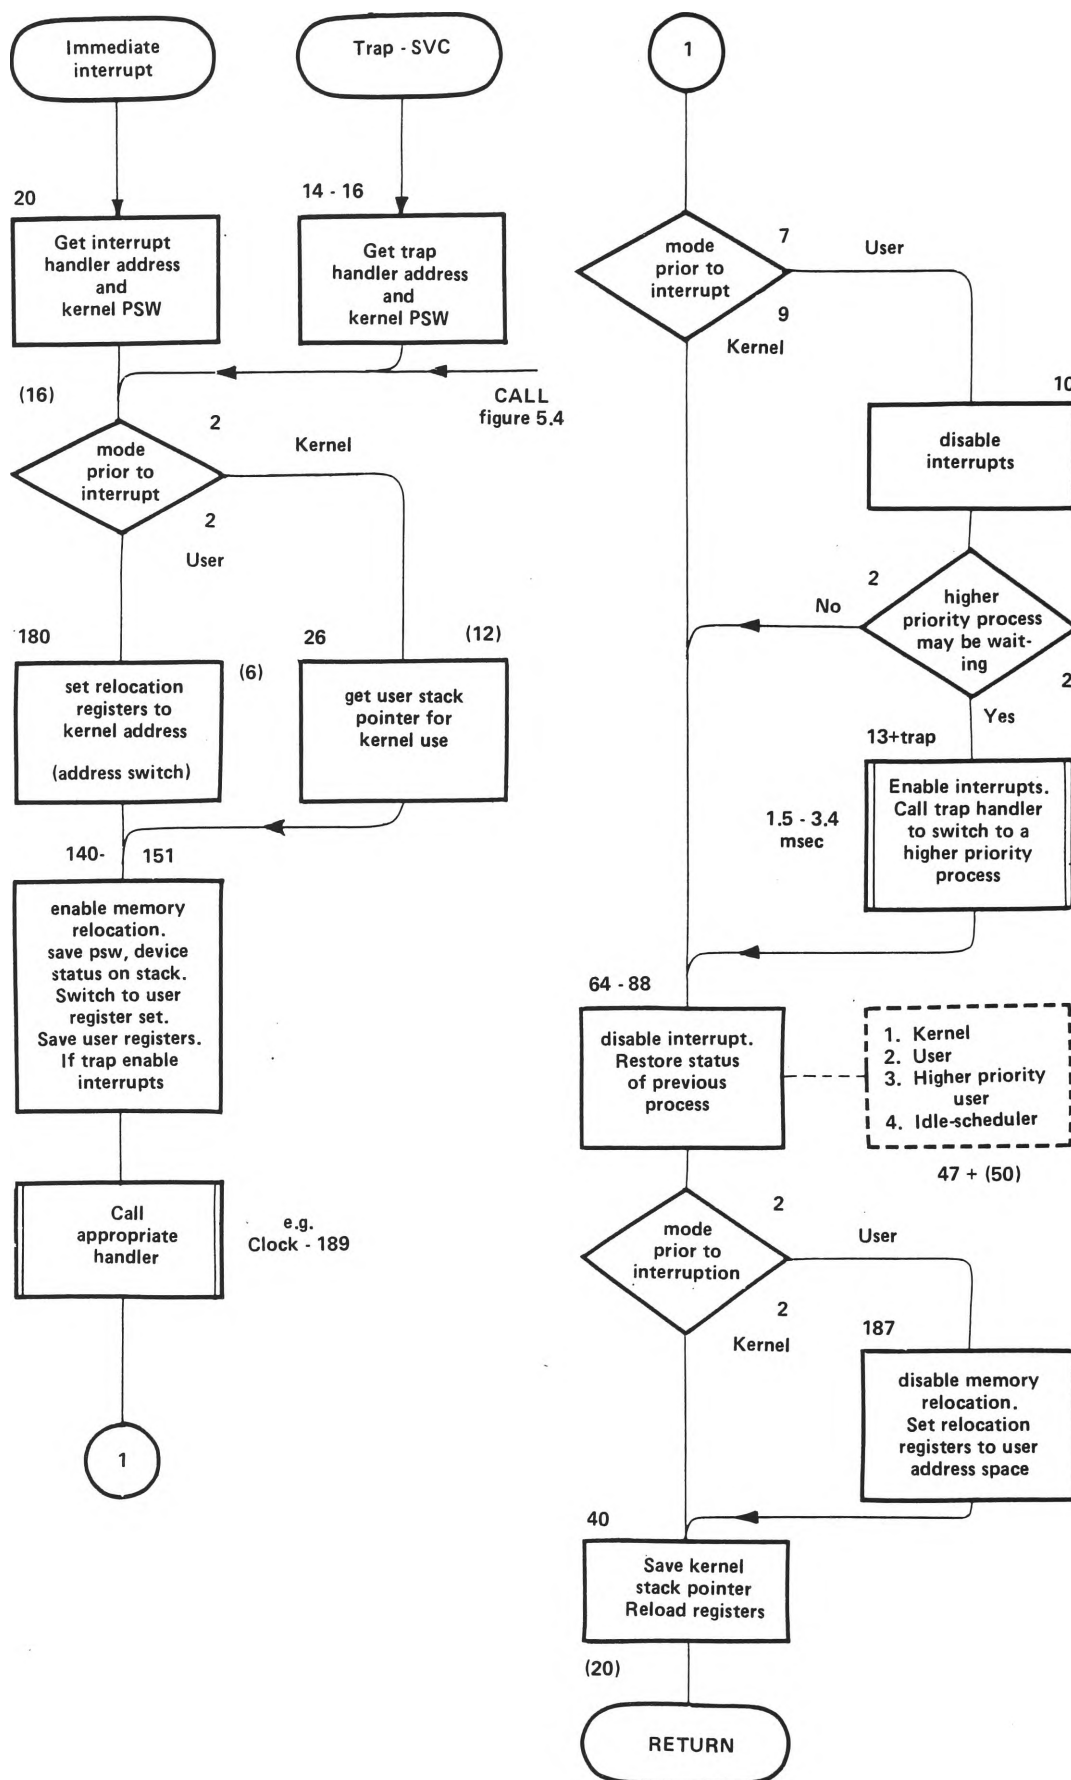 Immediate
interrupt
Trap - SVC
20
Get interrupt
handler address
and
kernel PSW
14 - 16
Get trap
handler address
and
kernel PSW
CALL
figure 5.4
(16)
2
mode
prior to
interrupt
Kernel
2
User
180
set relocation
registers to
kernel address
(address switch)
(6)
26
(12)
get user stack
pointer for
kernel use
140-
151
enable memory
relocation.
save psw, device
status on stack.
Switch to user
register set.
Save user registers.
If trap enable
interrupts
Call
appropriate
handler
e.g.
Clock - 189
1
1
mode
prior to
interrupt
7
User
9
Kernel
10
disable
interrupts
2
higher
priority process
may be wait-
ing
No
2
Yes
13+trap
Enable interrupts.
Call trap handler
to switch to a
higher priority
process
1.5 - 3.4
msec
64 - 88
disable interrupt.
Restore status
of previous
process
1. Kernel
2. User
3. Higher priority
user
4. Idle-scheduler
47 + (50)
2
mode
prior to
interruption
User
2
Kernel
187
disable memory
relocation.
Set relocation
registers to user
address space
40
Save kernel
stack pointer
Reload registers
(20)
RETURN